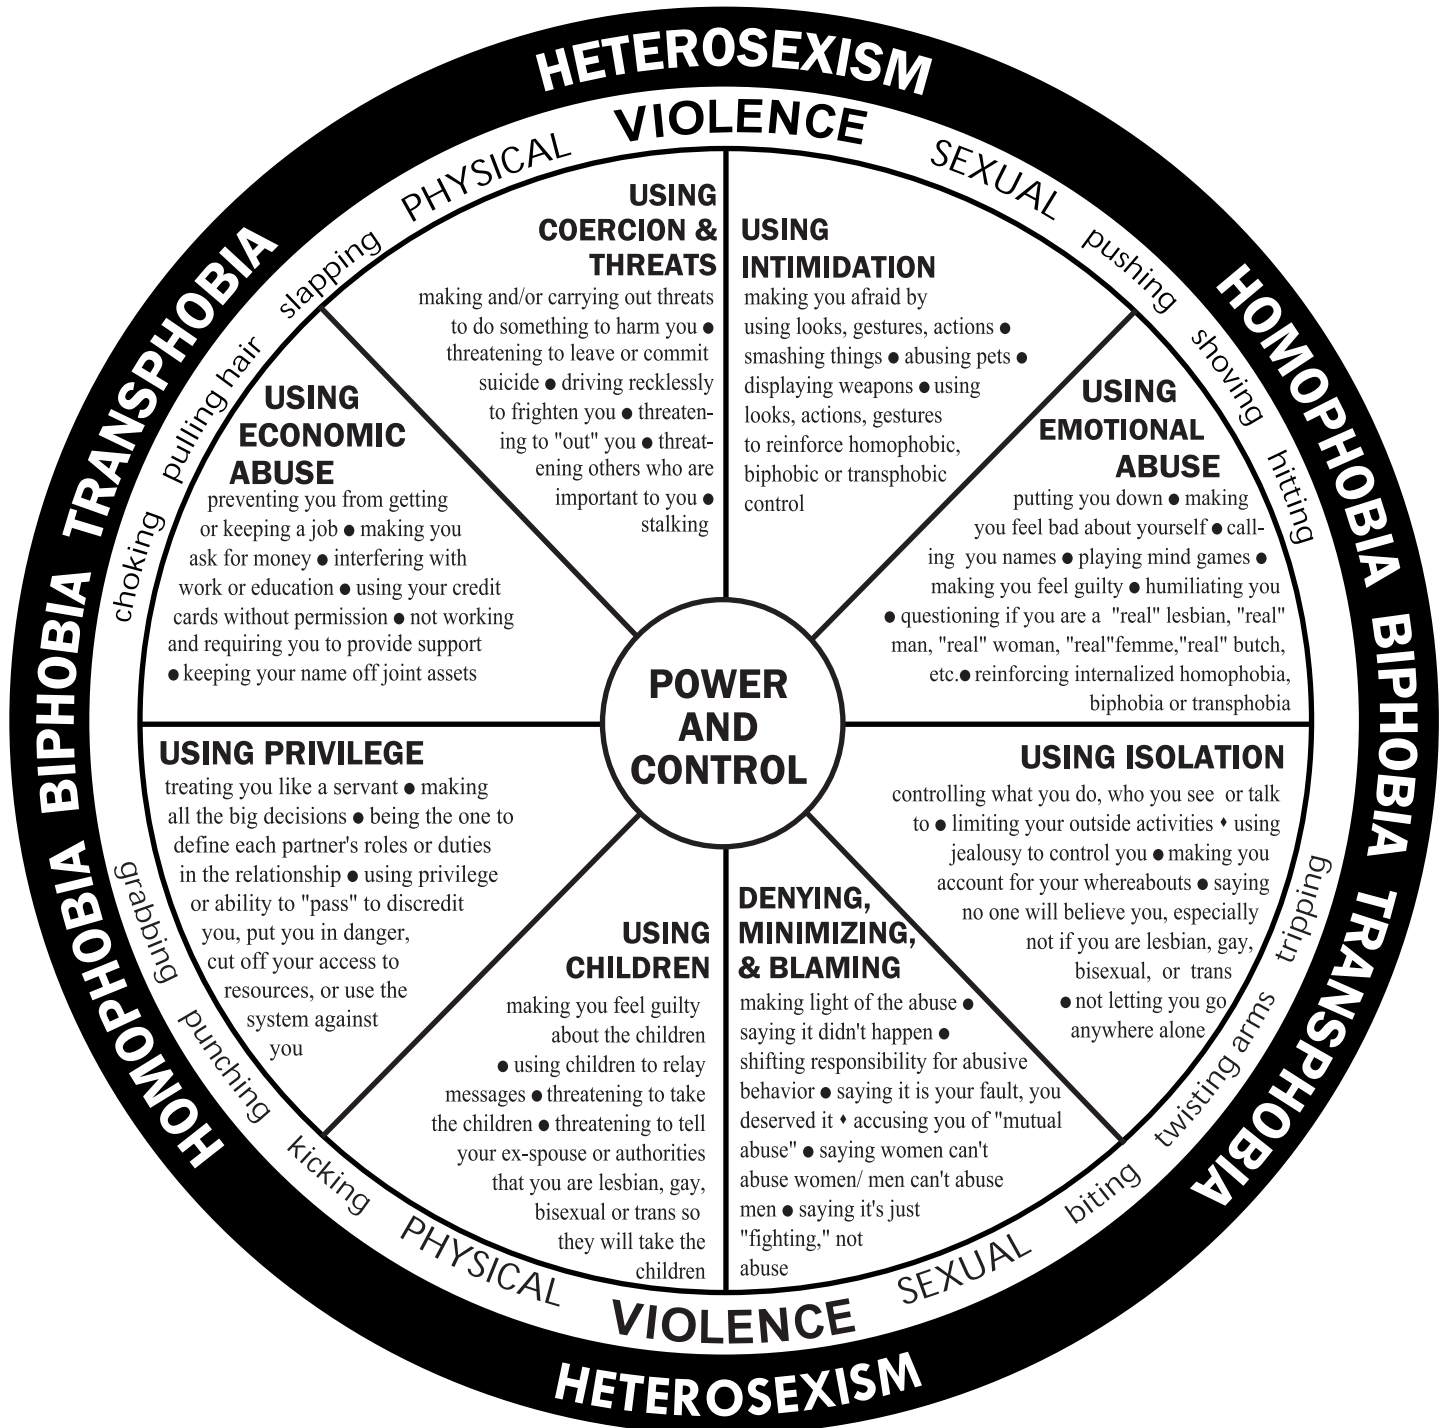 HETEROSEXISM
HOMOPHOBIA BIPHOBIA TRANSPHOBIA
HETEROSEXISM
HOMOPHOBIA BIPHOBIA TRANSPHOBIA
PHYSICAL VIOLENCE SEXUAL
pushing shoving hitting
tripping twisting arms biting
PHYSICAL VIOLENCE SEXUAL
kicking punching grabbing
choking pulling hair slapping
USING
COERCION &
THREATS
making and/or carrying out threats
to do something to harm you ●
threatening to leave or commit
suicide ● driving recklessly
to frighten you ● threaten-
ing to "out" you ● threat-
ening others who are
important to you ●
stalking
USING
INTIMIDATION
making you afraid by
using looks, gestures, actions ●
smashing things ● abusing pets ●
displaying weapons ● using
looks, actions, gestures
to reinforce homophobic,
biphobic or transphobic
control
USING
EMOTIONAL
ABUSE
putting you down ● making
you feel bad about yourself ● call-
ing you names ● playing mind games ●
making you feel guilty ● humiliating you
● questioning if you are a "real" lesbian, "real"
man, "real" woman, "real"femme,"real" butch,
etc.● reinforcing internalized homophobia,
biphobia or transphobia
USING ISOLATION
controlling what you do, who you see or talk
to ● limiting your outside activities ♦ using
jealousy to control you ● making you
account for your whereabouts ● saying
no one will believe you, especially
not if you are lesbian, gay,
bisexual, or trans
● not letting you go
anywhere alone
DENYING,
MINIMIZING,
& BLAMING
making light of the abuse ●
saying it didn't happen ●
shifting responsibility for abusive
behavior ● saying it is your fault, you
deserved it ♦ accusing you of "mutual
abuse" ● saying women can't
abuse women/ men can't abuse
men ● saying it's just
"fighting," not
abuse
USING
CHILDREN
making you feel guilty
about the children
● using children to relay
messages ● threatening to take
the children ● threatening to tell
your ex-spouse or authorities
that you are lesbian, gay,
bisexual or trans so
they will take the
children
USING PRIVILEGE
treating you like a servant ● making
all the big decisions ● being the one to
define each partner's roles or duties
in the relationship ● using privilege
or ability to "pass" to discredit
you, put you in danger,
cut off your access to
resources, or use the
system against
you
USING
ECONOMIC
ABUSE
preventing you from getting
or keeping a job ● making you
ask for money ● interfering with
work or education ● using your credit
cards without permission ● not working
and requiring you to provide support
● keeping your name off joint assets
POWER
AND
CONTROL